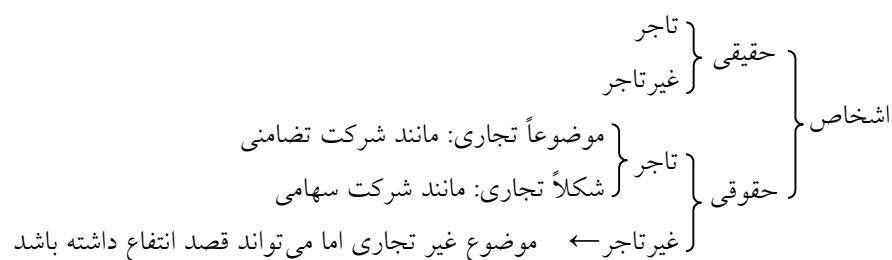 تاجر
حقیقی
غیرتاجر
اشخاص
موضوعاً تجاری: مانند شرکت تضامنی
تاجر
شکلاً تجاری: مانند شرکت سهامی
حقوقی
غیرتاجر ← موضوع غیر تجاری اما می‌تواند قصد انتفاع داشته باشد